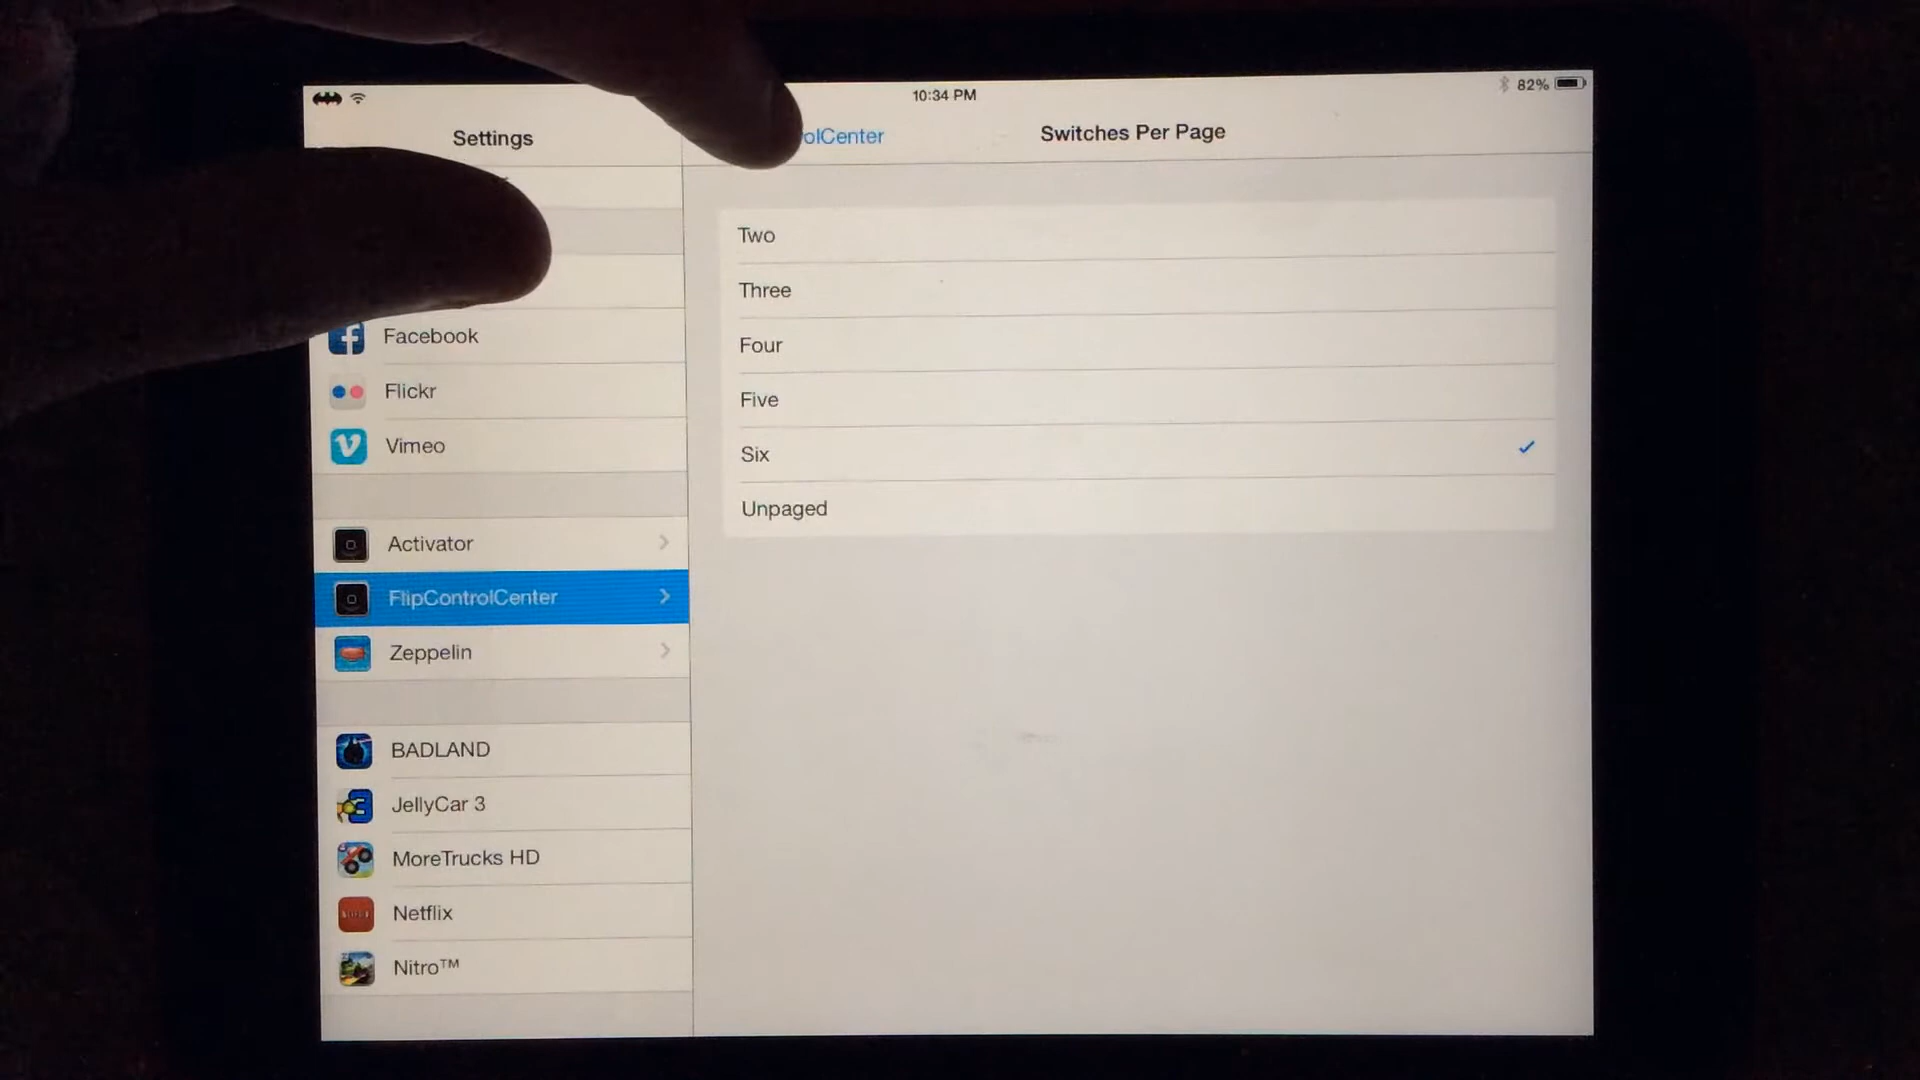 10:34 PM
82%
Settings
olCenter
Switches Per Page
Two
Three
Four
Five
Six
Unpaged
Facebook
Flickr
Vimeo
Activator
FlipControlCenter
Zeppelin
BADLAND
JellyCar 3
MoreTrucks HD
Netflix
Nitro™